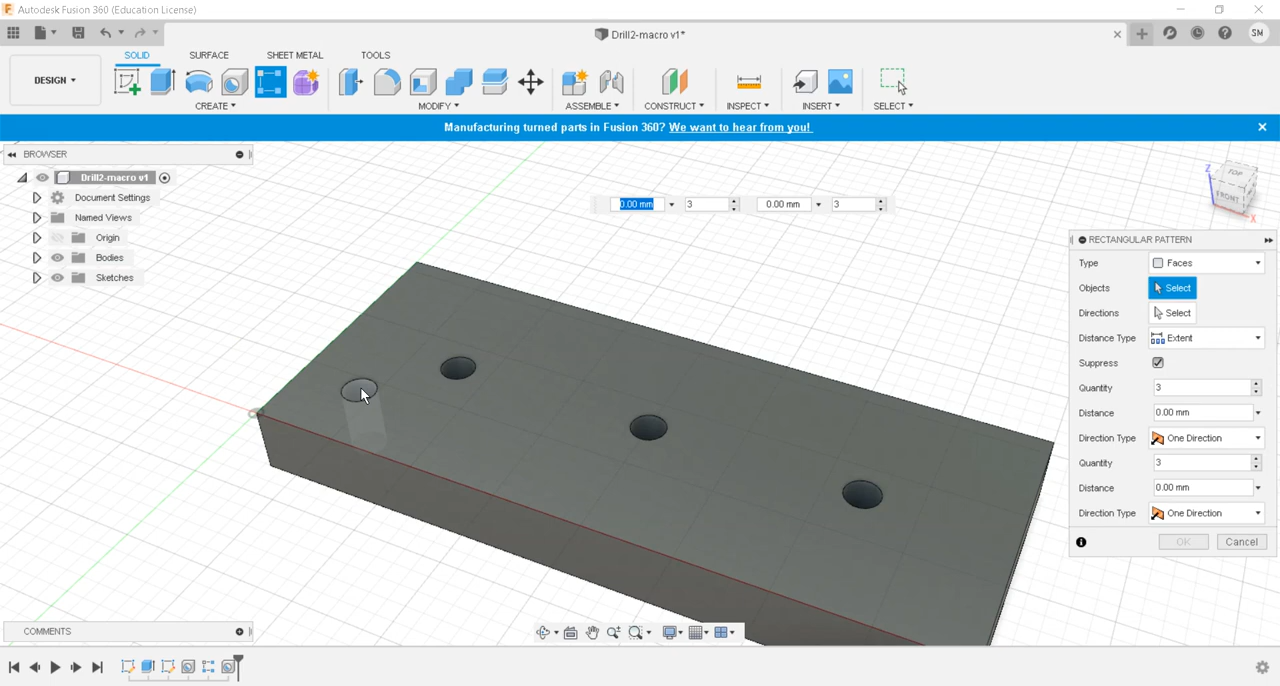 Autodesk Fusion 360 (Education License)
Drill2-macro v1*
SM
SOLID SURFACE SHEET METAL TOOLS
DESIGN ▾
CREATE ▾ MODIFY ▾ ASSEMBLE ▾ CONSTRUCT ▾ INSPECT ▾ INSERT ▾ SELECT ▾
Manufacturing turned parts in Fusion 360? We want to hear from you!
BROWSER
Drill2-macro v1
Document Settings
Named Views
Origin
Bodies
Sketches
0.00 mm 3 0.00 mm 3
TOP
FRONT
Z
X
RECTANGULAR PATTERN
Type Faces
Objects Select
Directions Select
Distance Type Extent
Suppress
Quantity 3
Distance 0.00 mm
Direction Type One Direction
Quantity 3
Distance 0.00 mm
Direction Type One Direction
OK Cancel
COMMENTS